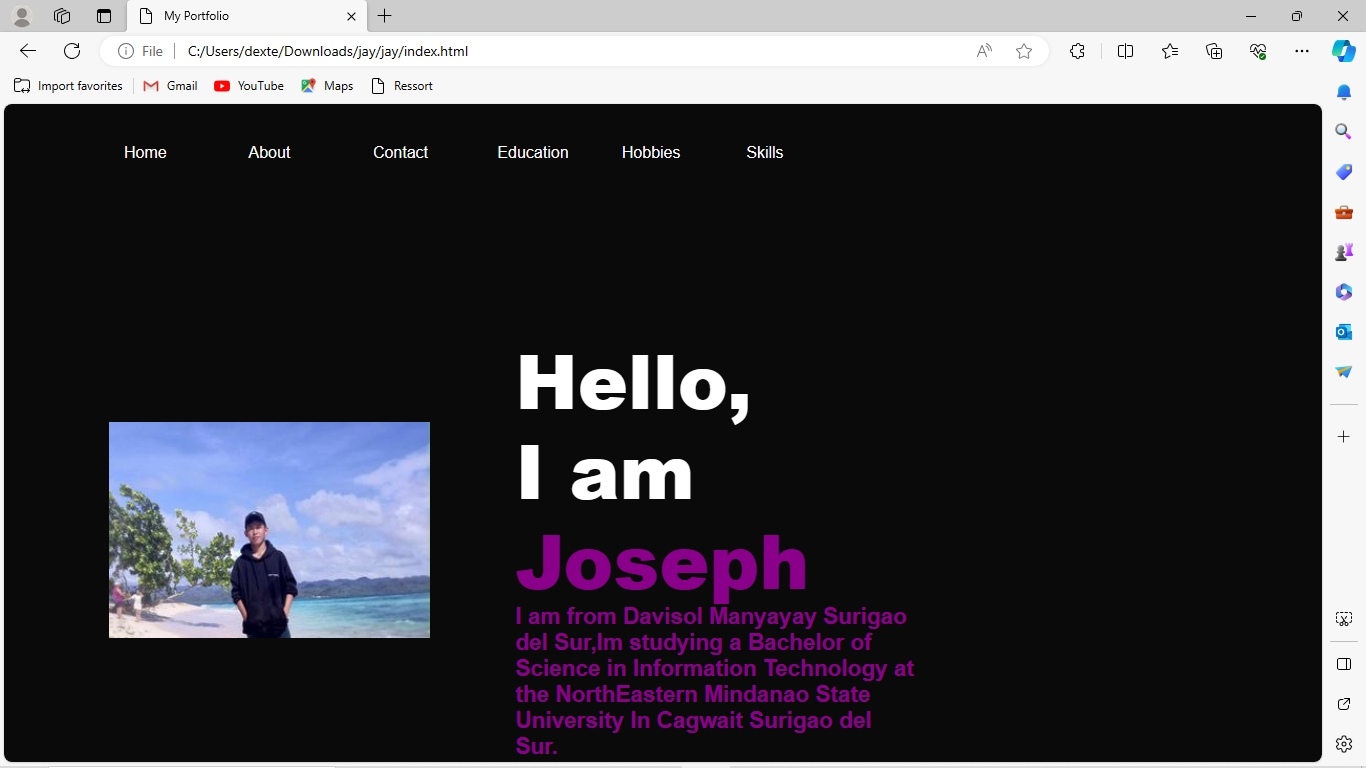 My Portfolio
File
C:/Users/dexte/Downloads/jay/jay/index.html
Import favorites
Gmail
YouTube
Maps
Ressort
Home
About
Contact
Education
Hobbies
Skills
Hello,
I am
Joseph
I am from Davisol Manyayay Surigao
del Sur,Im studying a Bachelor of
Science in Information Technology at
the NorthEastern Mindanao State
University In Cagwait Surigao del
Sur.